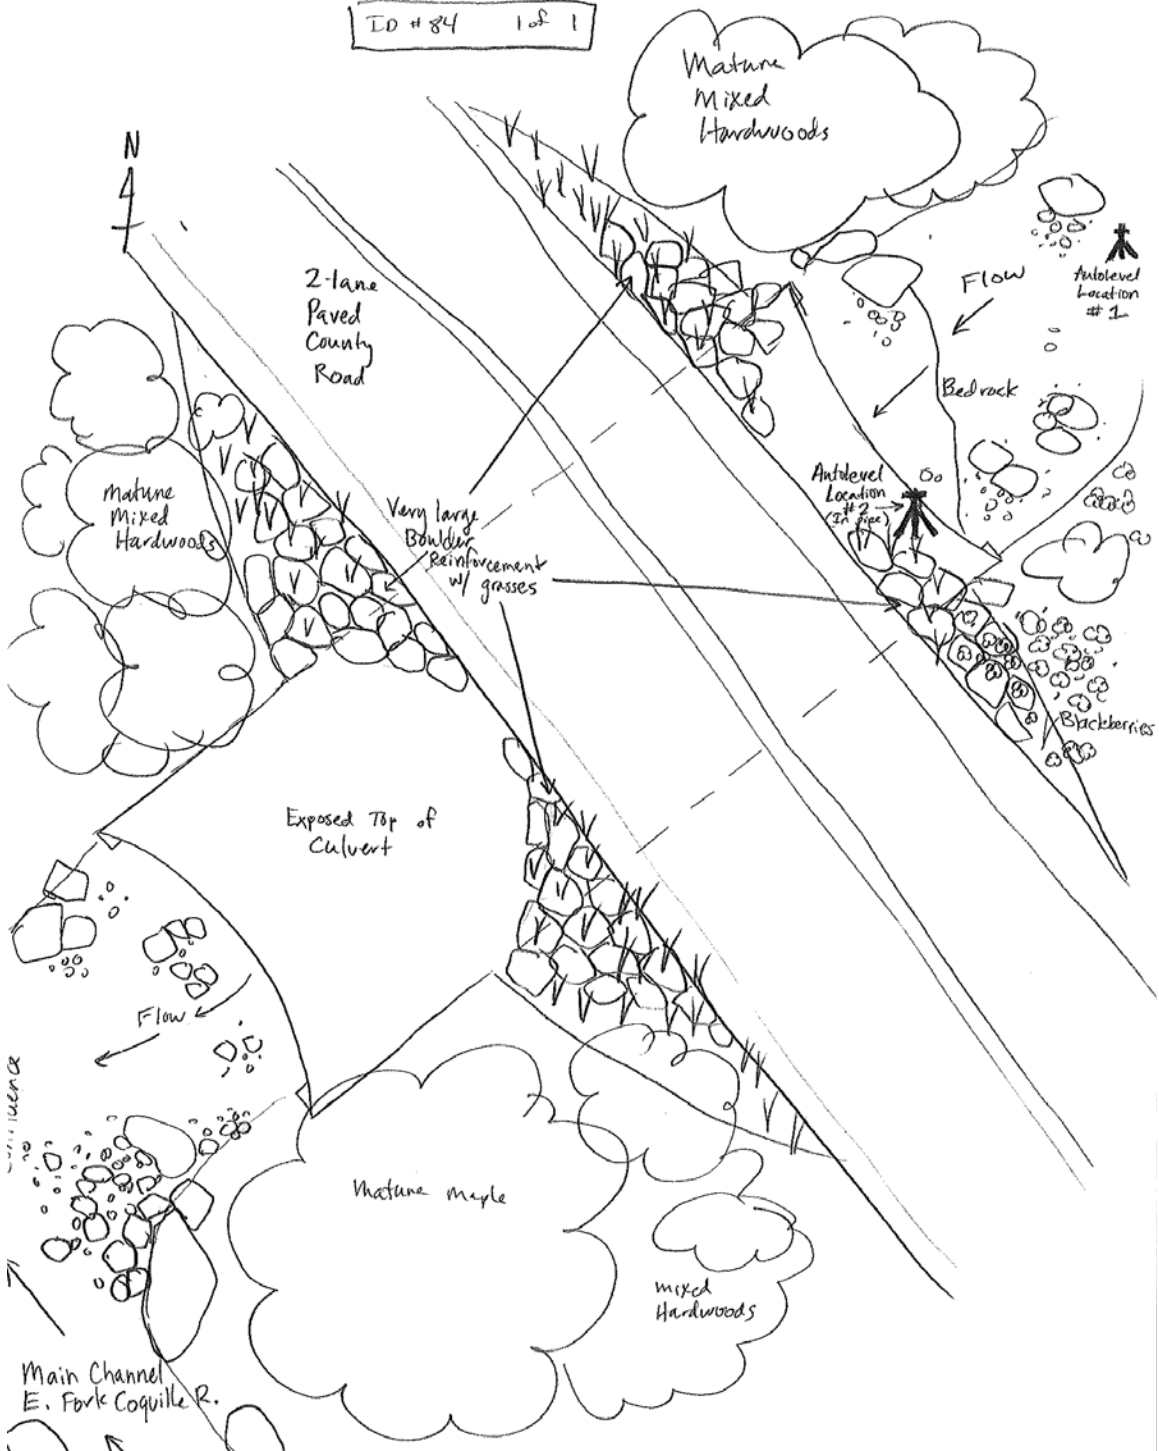 ID # 84 1 of 1
Mature
Mixed
Hardwoods
N
2-lane
Paved
County
Road
Flow
Autolevel
Location
# 1
Bedrock
Autolevel
Location
#2
(In pipe)
Mature
Mixed
Hardwoods
Very large
Boulder
Reinforcement
w/ grasses
Blackberries
Exposed Top of
Culvert
Flow
Mature Maple
Mixed
Hardwoods
Main Channel
E. Fork Coquille R.